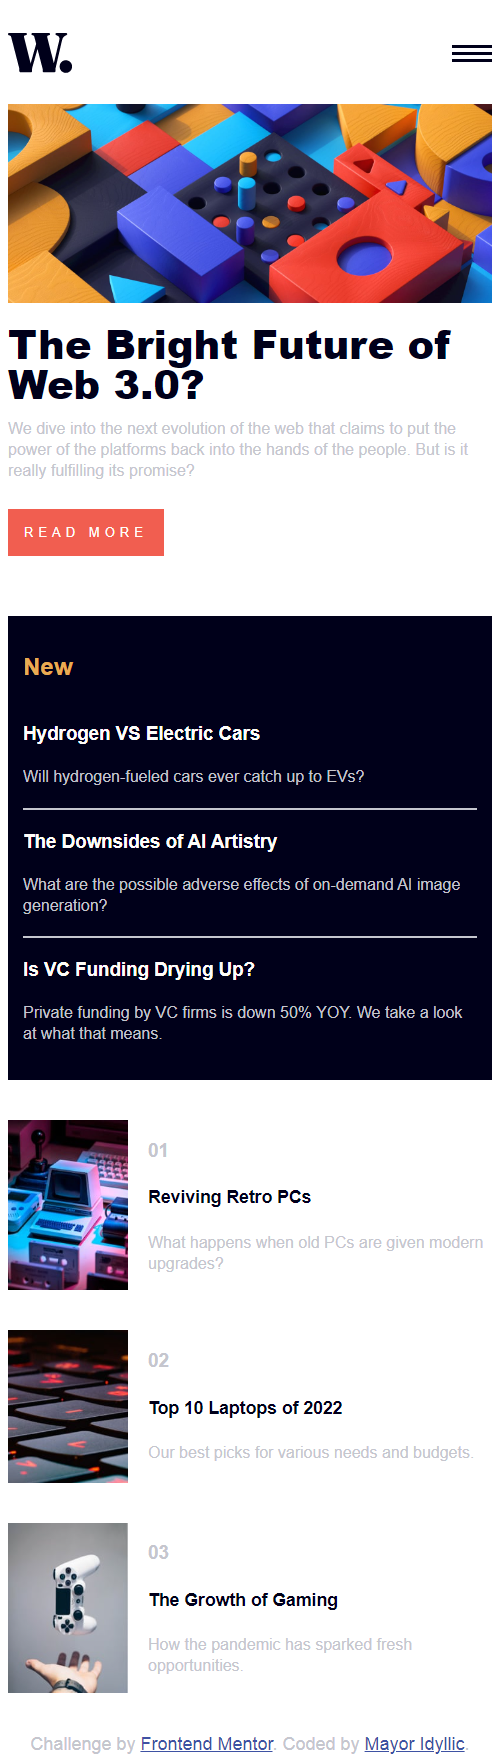 W.
The Bright Future of
Web 3.0?
We dive into the next evolution of the web that claims to put the
power of the platforms back into the hands of the people. But is it
really fulfilling its promise?
READ MORE
New
Hydrogen VS Electric Cars
Will hydrogen-fueled cars ever catch up to EVs?
The Downsides of AI Artistry
What are the possible adverse effects of on-demand AI image
generation?
Is VC Funding Drying Up?
Private funding by VC firms is down 50% YOY. We take a look
at what that means.
01
Reviving Retro PCs
What happens when old PCs are given modern
upgrades?
02
Top 10 Laptops of 2022
Our best picks for various needs and budgets.
03
The Growth of Gaming
How the pandemic has sparked fresh
opportunities.
Challenge by Frontend Mentor. Coded by Mayor Idyllic.